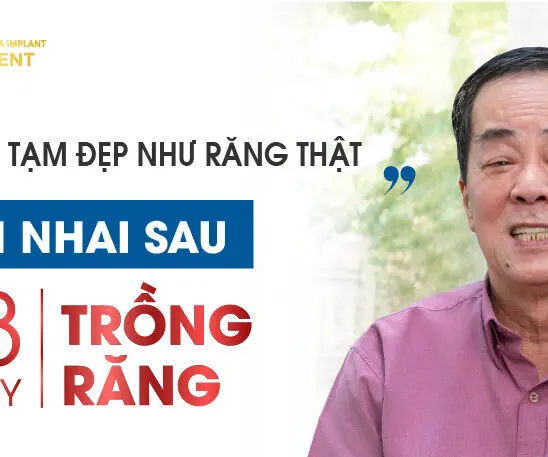 A IMPLANT
ENT
TẠM ĐẸP NHƯ RĂNG THẬT ”
NHAI SAU
TRỒNG
RĂNG